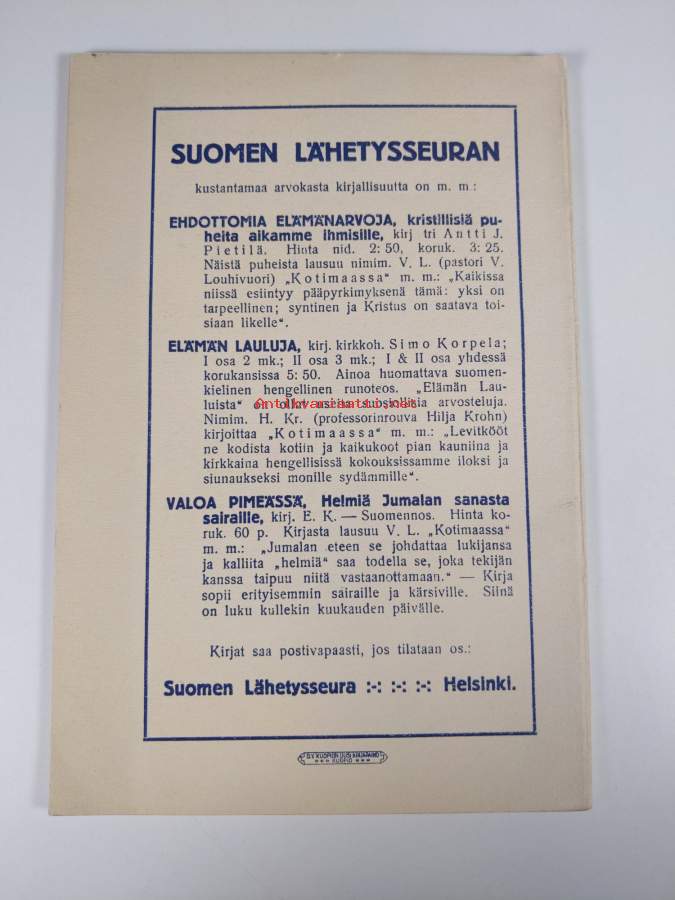 SUOMEN LÄHETYSSEURAN
kustantamaa arvokasta kirjallisuutta on m. m.:
EHDOTTOMIA ELÄMÄNARVOJA, kristillisiä pu-
heita aikamme ihmisille, kirj tri Antti J.
Pietilä. Hinta nid. 2: 50, koruk. 3: 25.
Näistä puheista lausuu nimim. V. L. (pastori V.
Louhivuori) „Kotimaassa“ m. m.: „Kaikissa
niissä esiintyy pääpyrkimyksenä tämä: yksi on
tarpeellinen; syntinen ja Kristus on saatava toi-
siaan likelle“.
ELÄMÄN LAULUJA, kirj. kirkkoh. Simo Korpela;
I osa 2 mk.; II osa 3 mk.; I & II osa yhdessä
korukansissa 5: 50. Ainoa huomattava suomen-
kielinen hengellinen runoteos. „Elämän Lau-
luista“ on ollut useita suosiollisia arvosteluja.
Antikvariaatti.net
Nimim. H. Kr. (professorinrouva Hilja Krohn)
kirjoittaa „Kotimaassa“ m. m.: „Levitkööt
ne kodista kotiin ja kaikukoot pian kauniina ja
kirkkaina hengellisissä kokouksissamme iloksi ja
siunaukseksi monille sydämmille“.
VALOA PIMEÄSSÄ, Helmiä Jumalan sanasta
sairaille, kirj. E. K. — Suomennos. Hinta ko-
ruk. 60 p. Kirjasta lausuu V. L. „Kotimaassa“
m. m.: „Jumalan eteen se johdattaa lukijansa
ja kalliita „helmiä“ saa todella se, joka tekijän
kanssa taipuu niitä vastaanottamaan.“ — Kirja
sopii erityisemmin sairaille ja kärsiville. Siinä
on luku kullekin kuukauden päivälle.
Kirjat saa postivapaasti, jos tilataan os.:
Suomen Lähetysseura :-: :-: :-: Helsinki.
KUOPIO